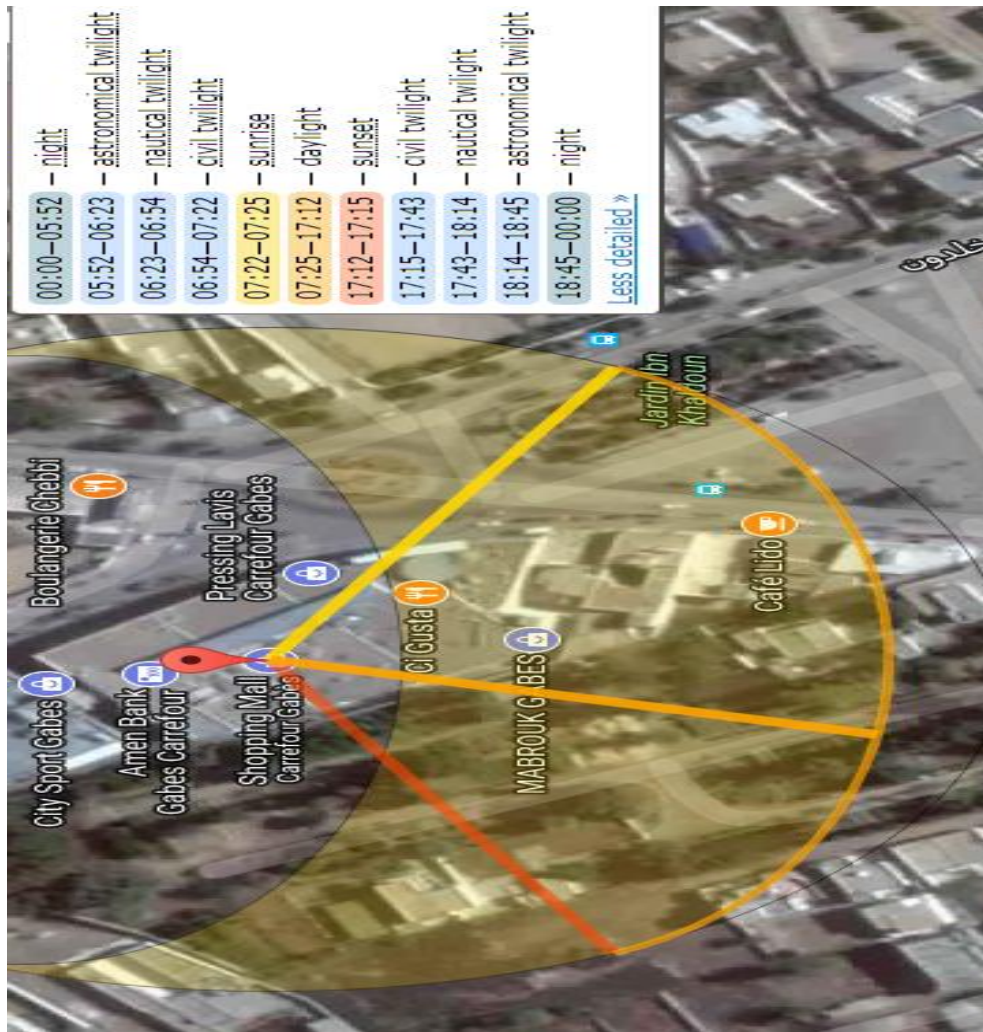 00:00–05:52 – night
05:52–06:23 – astronomical twilight
06:23–06:54 – nautical twilight
06:54–07:22 – civil twilight
07:22–07:25 – sunrise
07:25–17:12 – daylight
17:12–17:15 – sunset
17:15–17:43 – civil twilight
17:43–18:14 – nautical twilight
18:14–18:45 – astronomical twilight
18:45–00:00 – night
Less detailed »
City Sport Gabes
Boulangerie Chebbi
Amen Bank
Gabes Carrefour
Pressing Lavis
Carrefour Gabes
Shopping Mall
Carrefour Gabès
Ci Gusta
MABROUK GABES
Jardin Ibn
Khaldoun
Café Lido
خلدون